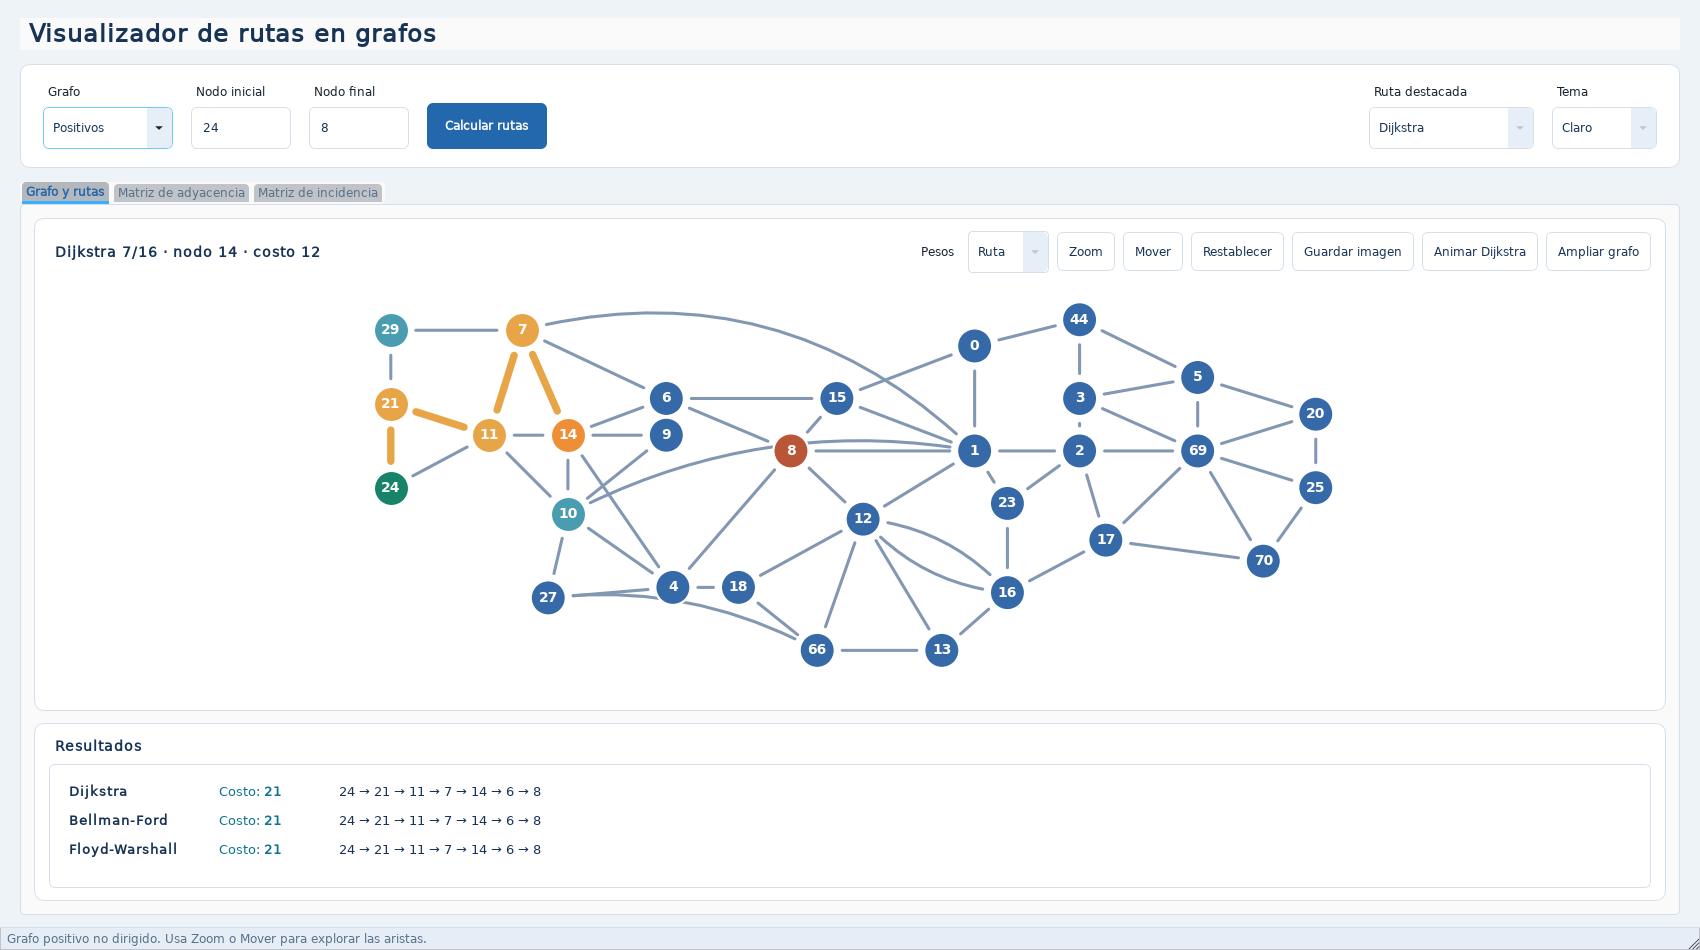 Visualizador de rutas en grafos
Grafo Nodo inicial Nodo final Ruta destacada Tema
Positivos 24 8 Calcular rutas Dijkstra Claro
Grafo y rutas Matriz de adyacencia Matriz de incidencia
Dijkstra 7/16 · nodo 14 · costo 12 Pesos Ruta Zoom Mover Restablecer Guardar imagen Animar Dijkstra Ampliar grafo
44
29 7
0
5
6 15 3
21
20
11 14 9
8 1 2 69
24 25
23
10 12
17
70
4 18
27 16
66 13
Resultados
Dijkstra Costo: 21 24 → 21 → 11 → 7 → 14 → 6 → 8
Bellman-Ford Costo: 21 24 → 21 → 11 → 7 → 14 → 6 → 8
Floyd-Warshall Costo: 21 24 → 21 → 11 → 7 → 14 → 6 → 8
Grafo positivo no dirigido. Usa Zoom o Mover para explorar las aristas.